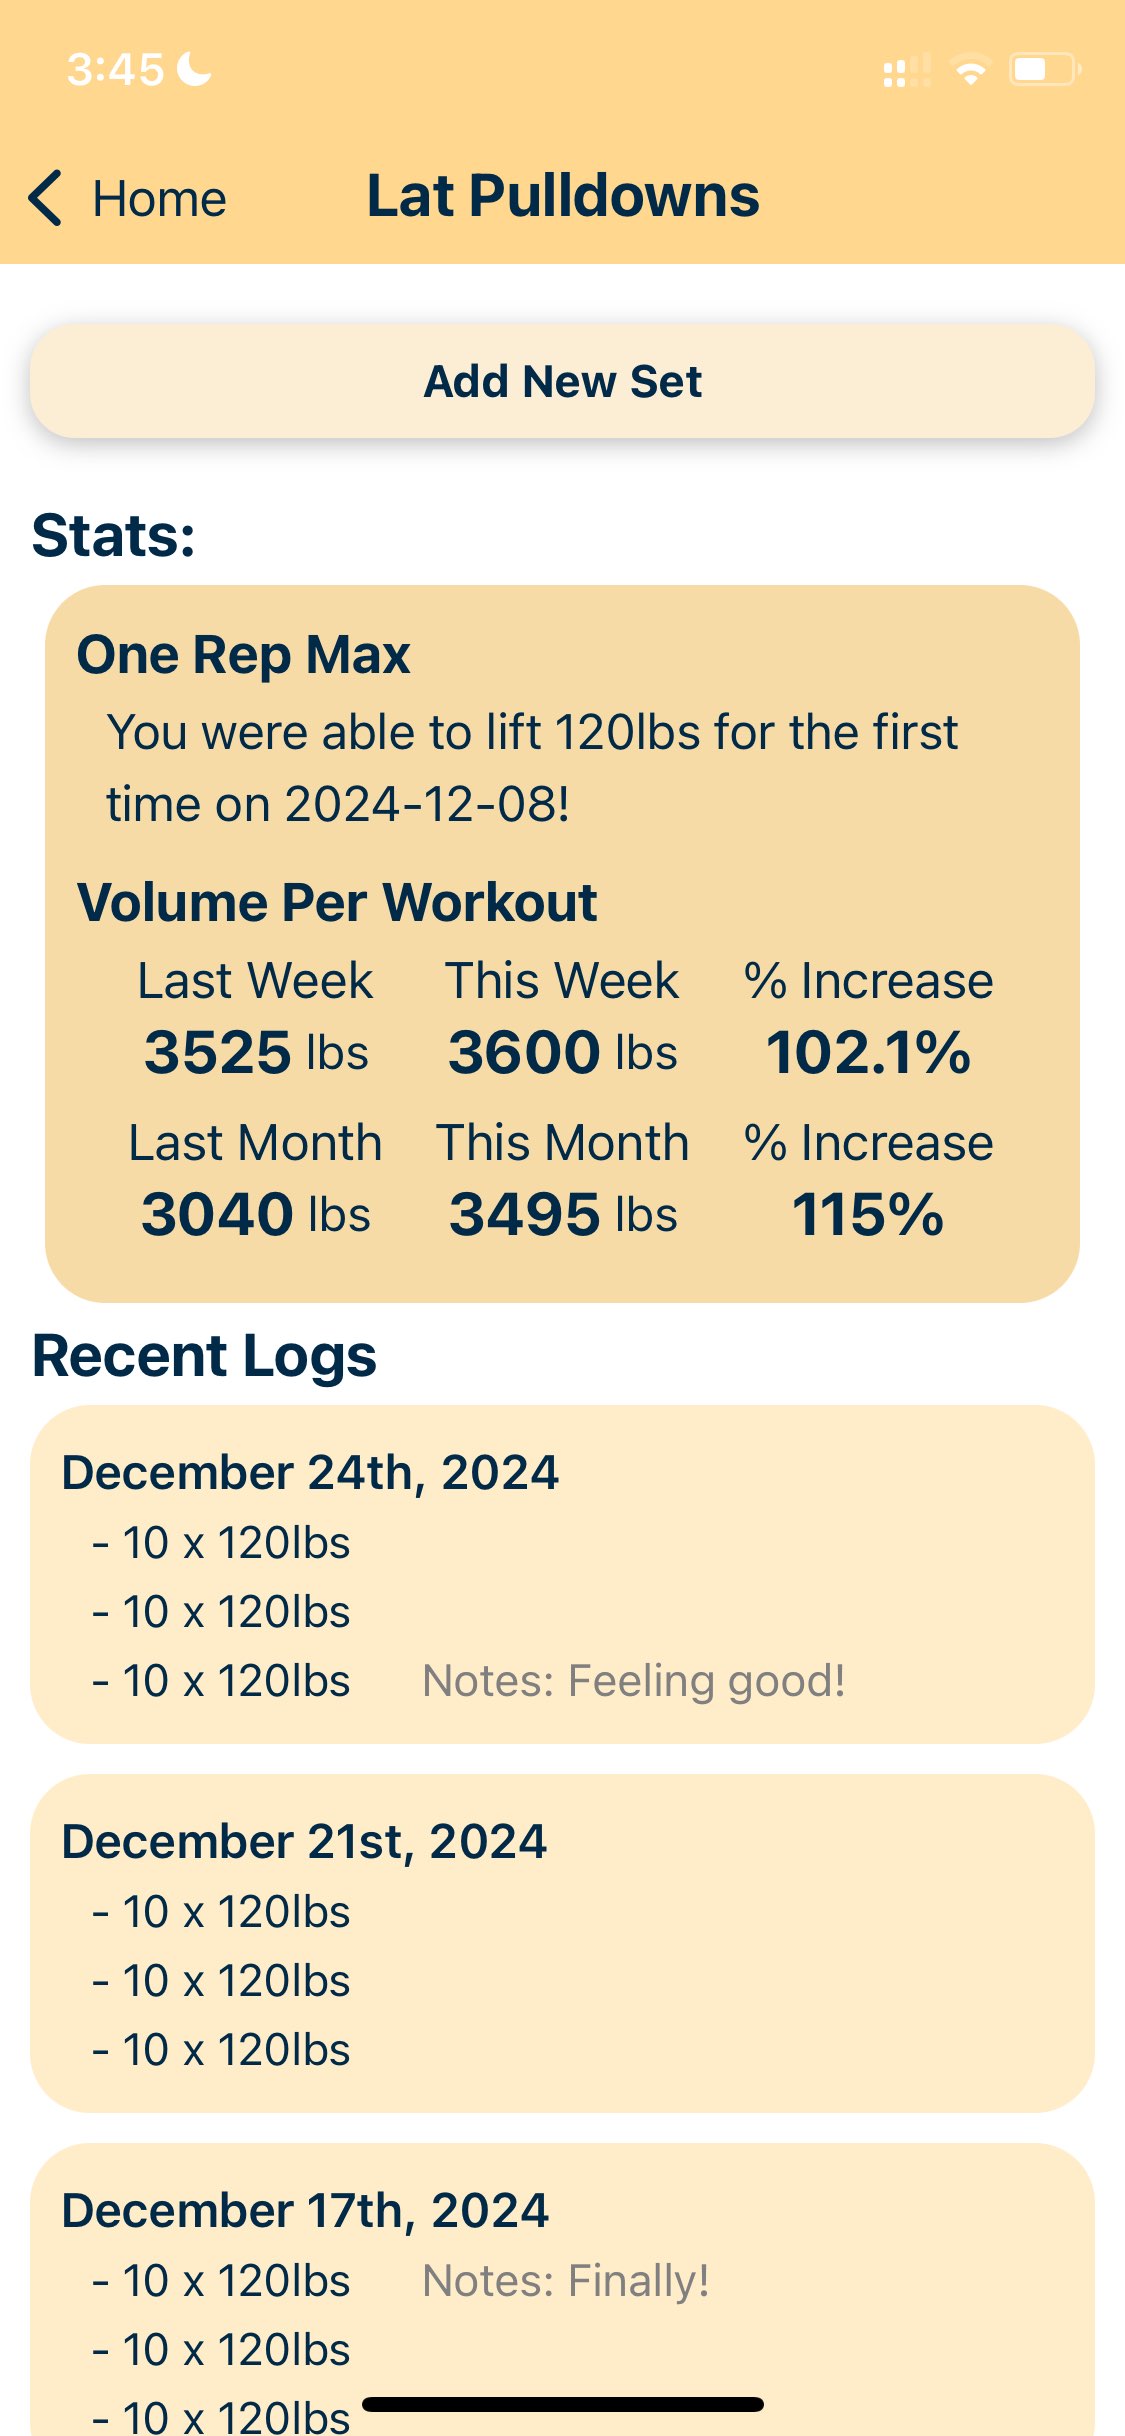 3:45
Home
Lat Pulldowns
Add New Set
Stats:
One Rep Max
You were able to lift 120lbs for the first
time on 2024-12-08!
Volume Per Workout
Last Week This Week % Increase
3525 lbs 3600 lbs 102.1%
Last Month This Month % Increase
3040 lbs 3495 lbs 115%
Recent Logs
December 24th, 2024
- 10 x 120lbs
- 10 x 120lbs
- 10 x 120lbs Notes: Feeling good!
December 21st, 2024
- 10 x 120lbs
- 10 x 120lbs
- 10 x 120lbs
December 17th, 2024
- 10 x 120lbs Notes: Finally!
- 10 x 120lbs
- 10 x 120lbs